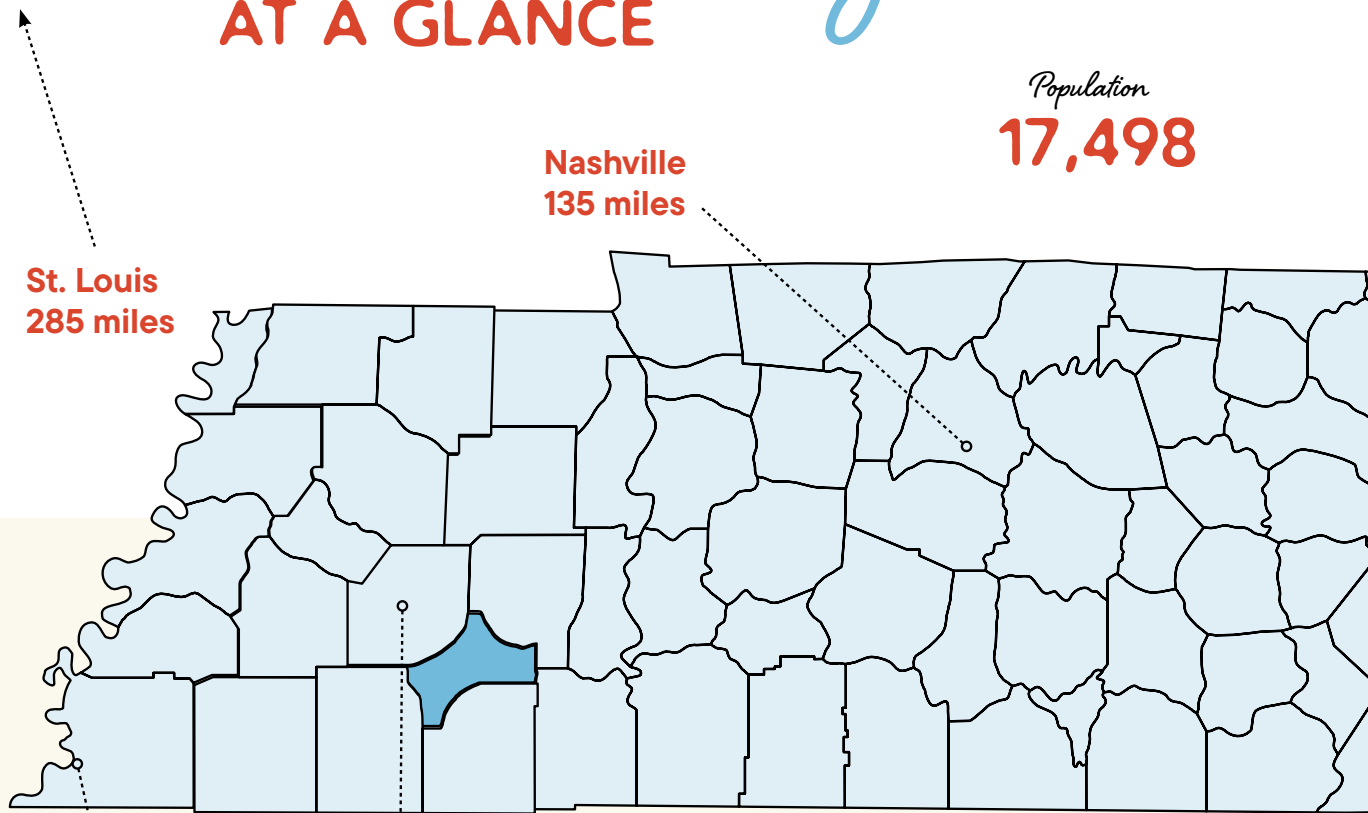 AT A GLANCE
Population
17,498
Nashville
135 miles
St. Louis
285 miles